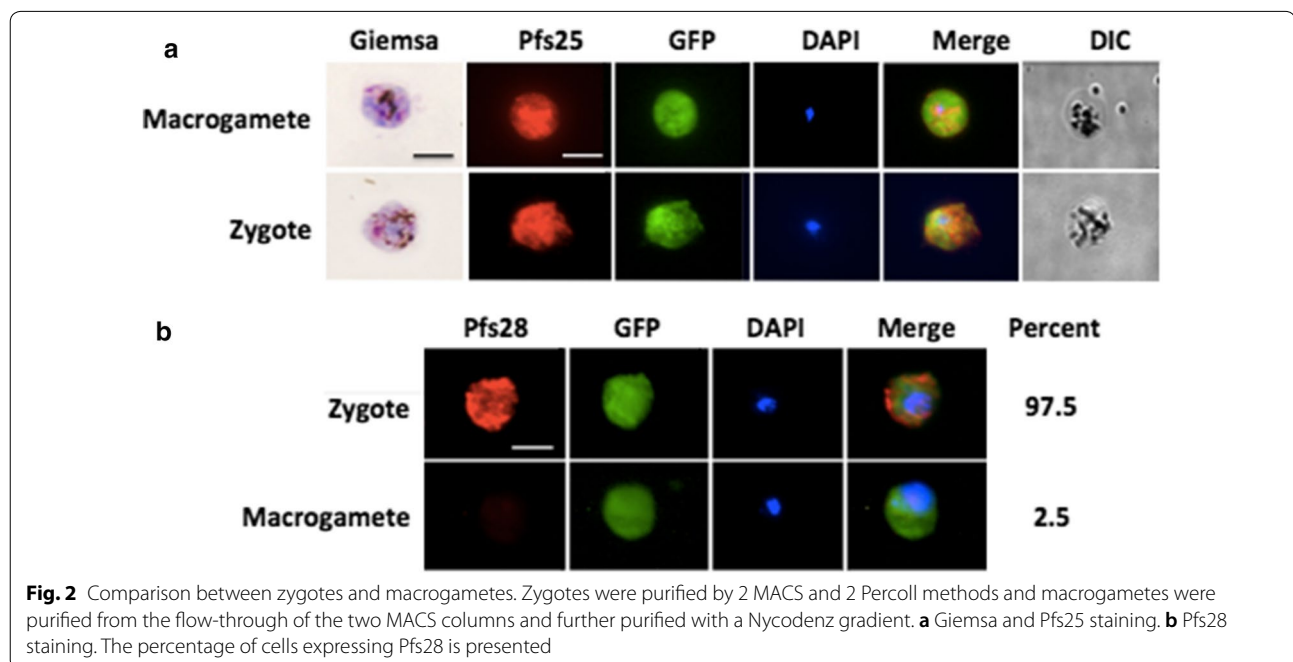 a
Giemsa Pfs25 GFP DAPI Merge DIC
Macrogamete
Zygote
b
Pfs28 GFP DAPI Merge Percent
Zygote 97.5
Macrogamete 2.5
Fig. 2 Comparison between zygotes and macrogametes. Zygotes were purified by 2 MACS and 2 Percoll methods and macrogametes were
purified from the flow-through of the two MACS columns and further purified with a Nycodenz gradient. a Giemsa and Pfs25 staining. b Pfs28
staining. The percentage of cells expressing Pfs28 is presented